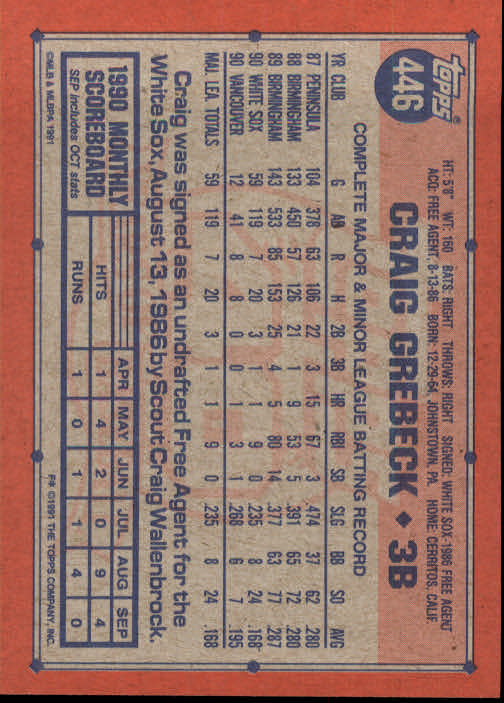 topps®
446
HT: 5'8" WT: 160 BATS: RIGHT THROWS: RIGHT SIGNED: WHITE SOX-1986 FREE AGENT
ACQ: FREE AGENT, 8-13-86 BORN: 12-29-64, JOHNSTOWN, PA. HOME: CERRITOS, CALIF.
CRAIG GREBECK ♦ 3B
COMPLETE MAJOR & MINOR LEAGUE BATTING RECORD
YR CLUB G AB R H 2B 3B HR RBI SB SLG BB SO AVG
87 PENINSULA 104 378 63 106 22 3 15 67 3 .474 37 62 .280
88 BIRMINGHAM 133 450 57 126 21 1 9 53 5 .391 65 72 .280
89 BIRMINGHAM 143 533 85 153 25 4 5 80 14 .377 63 77 .287
90 WHITE SOX 59 119 7 20 3 1 1 9 0 .235 8 24 .168
90 VANCOUVER 12 41 8 8 0 0 1 3 1 .268 6 7 .195
MAJ. LEA. TOTALS 59 119 7 20 3 1 1 9 0 .235 8 24 .168
Craig was signed as an undrafted Free Agent for the
White Sox, August 13, 1986 by Scout Craig Wallenbrock.
1990 MONTHLY
SCOREBOARD
SEP includes OCT stats
APR MAY JUN JUL AUG SEP
HITS 1 4 2 0 9 4
RUNS 1 0 1 1 4 0
©MLB & MLBPA 1991
F* ©1991 THE TOPPS COMPANY, INC.